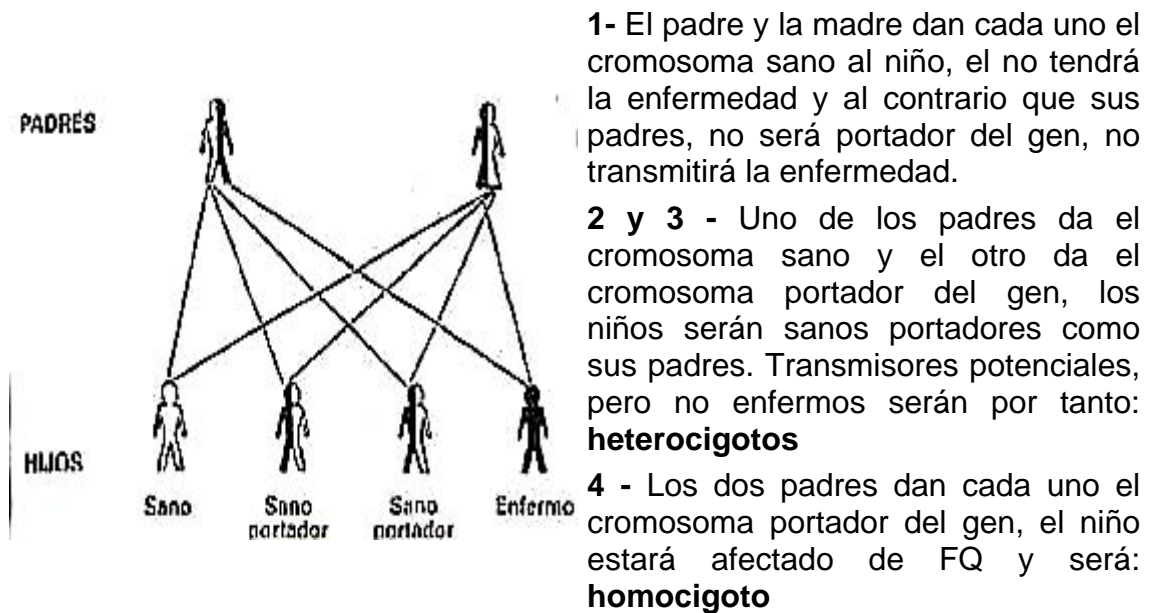 PADRES
HIJOS
Sano
Sano
portador
Sano
portador
Enfermo
1- El padre y la madre dan cada uno el
cromosoma sano al niño, el no tendrá
la enfermedad y al contrario que sus
padres, no será portador del gen, no
transmitirá la enfermedad.
2 y 3 - Uno de los padres da el
cromosoma sano y el otro da el
cromosoma portador del gen, los
niños serán sanos portadores como
sus padres. Transmisores potenciales,
pero no enfermos serán por tanto:
heterocigotos
4 - Los dos padres dan cada uno el
cromosoma portador del gen, el niño
estará afectado de FQ y será:
homocigoto